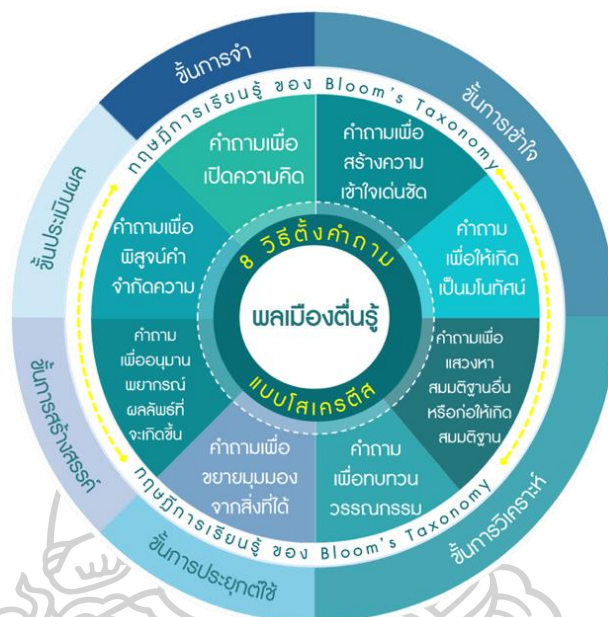 ขั้นการจำ
ขั้นการเข้าใจ
ขั้นการวิเคราะห์
ขั้นการประยุกต์ใช้
ขั้นการสร้างสรรค์
ขั้นประเมินผล
ทฤษฎีการเรียนรู้ ของ Bloom's Taxonomy
คำถามเพื่อ
เปิดความคิด
คำถามเพื่อ
สร้างความ
เข้าใจเด่นชัด
คำถาม
เพื่อให้เกิด
เป็นมโนทัศน์
คำถามเพื่อ
แสวงหา
สมมติฐานอื่น
หรือก่อให้เกิด
สมมติฐาน
คำถาม
เพื่อทบทวน
วรรณกรรม
คำถามเพื่อ
ขยายมุมมอง
จากสิ่งที่ได้
คำถาม
เพื่ออนุมาน
พยากรณ์
ผลลัพธ์ที่
จะเกิดขึ้น
คำถามเพื่อ
พิสูจน์คำ
จำกัดความ
8 วิธีตั้งคำถาม
พลเมืองตื่นรู้
แบบโสเครตีส
ทฤษฎีการเรียนรู้ ของ Bloom's Taxonomy